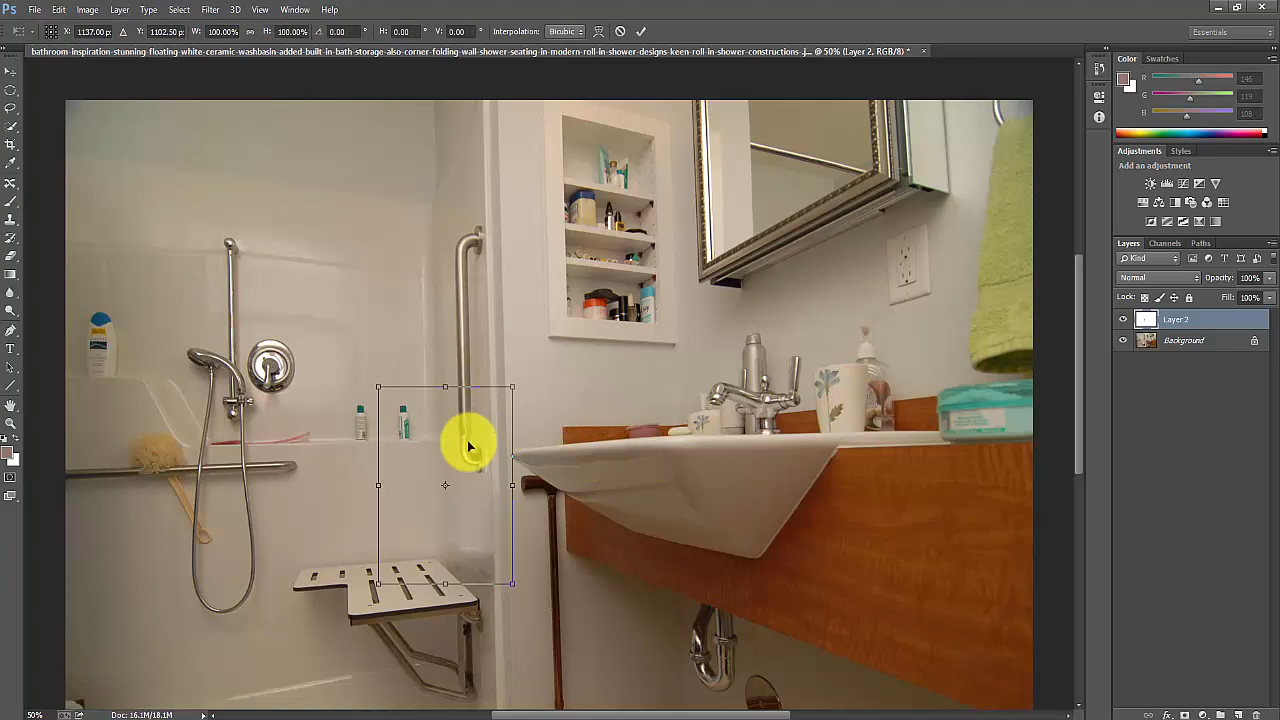 Ps File Edit Image Layer Type Select Filter 3D View Window Help
X: 1137.00 p Y: 1102.50 p W: 100.00% H: 100.00% 0.00 ° H: 0.00 ° V: 0.00 ° Interpolation: Bicubic Essentials
bathroom-inspiration-stunning-floating-white-ceramic-washbasin-added-built-in-bath-storage-also-corner-folding-wall-shower-seating-in-modern-roll-in-shower-designs-keen-roll-in-shower-constructions-...j... @ 50% (Layer 2, RGB/8) *
Color Swatches
R 146
G 119
B 108
Adjustments Styles
Add an adjustment
Layers Channels Paths
Kind
Normal Opacity: 100%
Lock: Fill: 100%
Layer 2
Background
50% Doc: 16.1M/18.1M
fx